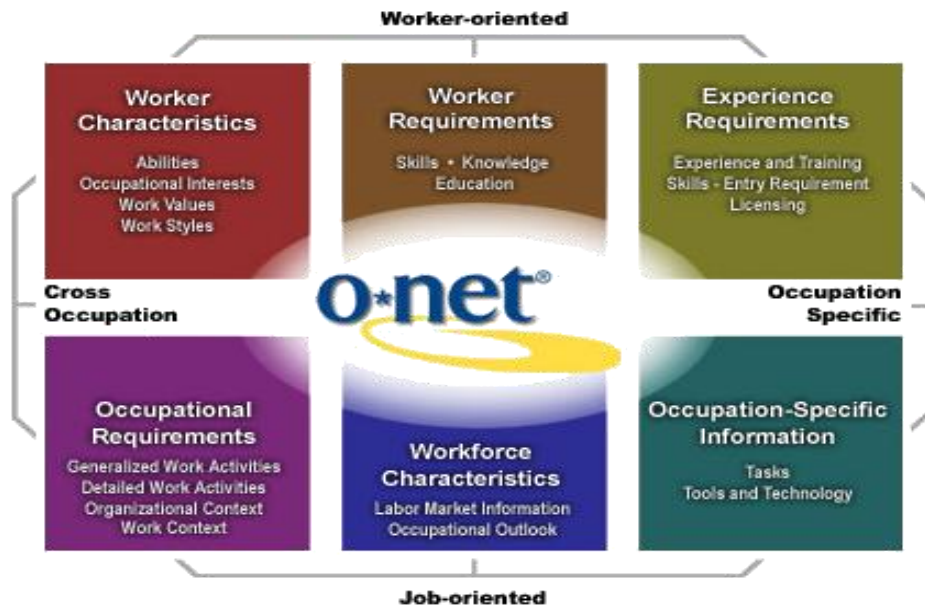 Worker-oriented
Worker
Characteristics
Abilities
Occupational Interests
Work Values
Work Styles
Worker
Requirements
Skills • Knowledge
Education
Experience
Requirements
Experience and Training
Skills - Entry Requirement
Licensing
Cross
Occupation
o*net®
Occupation
Specific
Occupational
Requirements
Generalized Work Activities
Detailed Work Activities
Organizational Context
Work Context
Workforce
Characteristics
Labor Market Information
Occupational Outlook
Occupation-Specific
Information
Tasks
Tools and Technology
Job-oriented